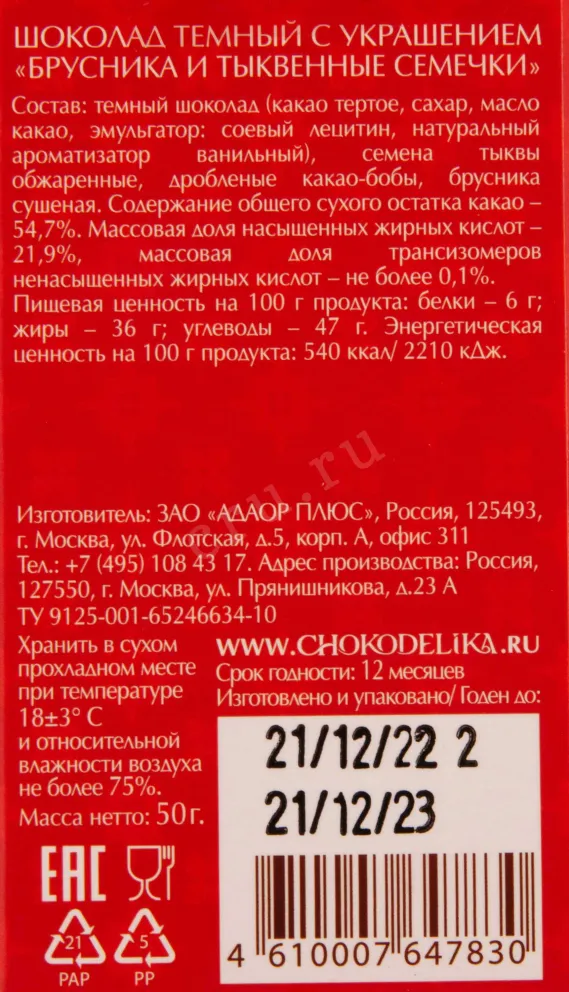 ШОКОЛАД ТЕМНЫЙ С УКРАШЕНИЕМ
«БРУСНИКА И ТЫКВЕННЫЕ СЕМЕЧКИ»
Состав: темный шоколад (какао тертое, сахар, масло
какао, эмульгатор: соевый лецитин, натуральный
ароматизатор ванильный), семена тыквы
обжаренные, дробленые какао-бобы, брусника
сушеная. Содержание общего сухого остатка какао –
54,7%. Массовая доля насыщенных жирных кислот –
21,9%, массовая доля трансизомеров
ненасыщенных жирных кислот – не более 0,1%.
Пищевая ценность на 100 г продукта: белки – 6 г;
жиры – 36 г; углеводы – 47 г. Энергетическая
ценность на 100 г продукта: 540 ккал/ 2210 кДж.
eru.ru
Изготовитель: ЗАО «АДАОР ПЛЮС», Россия, 125493,
г. Москва, ул. Флотская, д.5, корп. А, офис 311
Тел.: +7 (495) 108 43 17. Адрес производства: Россия,
127550, г. Москва, ул. Прянишникова, д.23 А
ТУ 9125-001-65246634-10
Хранить в сухом
прохладном месте
при температуре
18±3° С
и относительной
влажности воздуха
не более 75%.
Масса нетто: 50 г.
WWW.CHOKODELIKA.RU
Срок годности: 12 месяцев
Изготовлено и упаковано/ Годен до:
21/12/22 2
21/12/23
4 610007 647830
EAC
21
PAP
5
PP